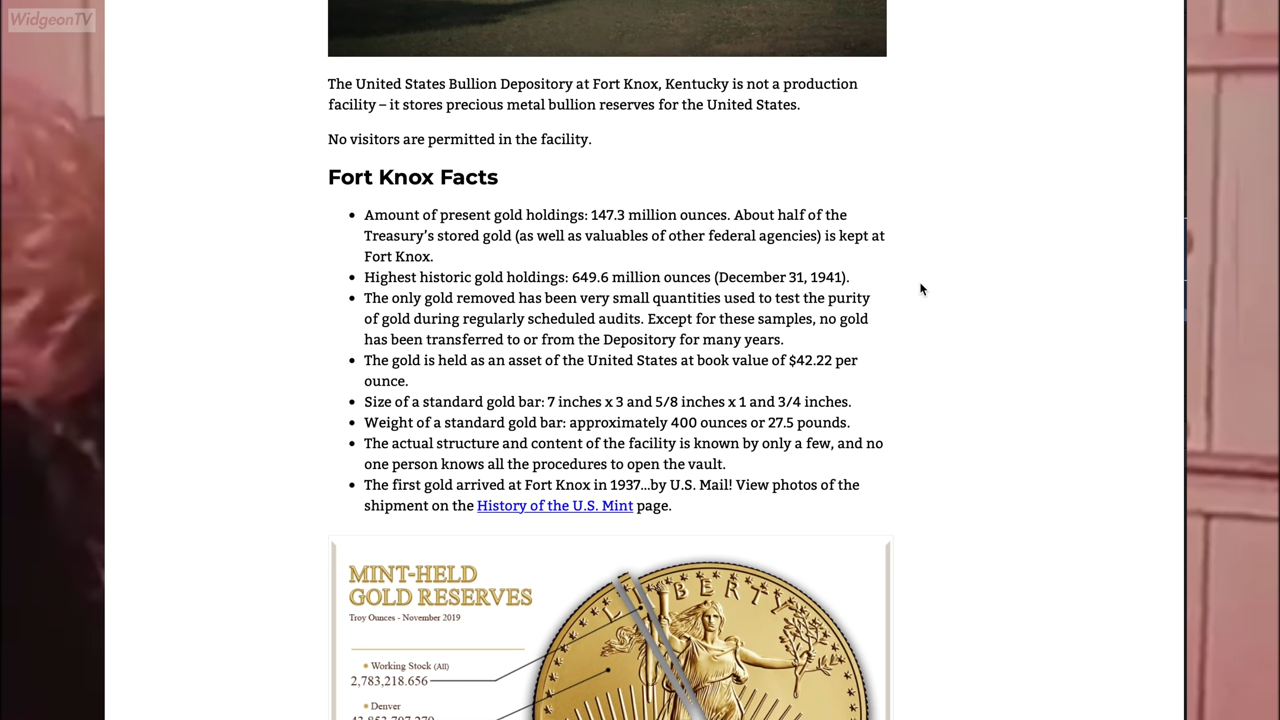 WidgeonTV
The United States Bullion Depository at Fort Knox, Kentucky is not a production
facility – it stores precious metal bullion reserves for the United States.
No visitors are permitted in the facility.
Fort Knox Facts
• Amount of present gold holdings: 147.3 million ounces. About half of the
Treasury’s stored gold (as well as valuables of other federal agencies) is kept at
Fort Knox.
• Highest historic gold holdings: 649.6 million ounces (December 31, 1941).
• The only gold removed has been very small quantities used to test the purity
of gold during regularly scheduled audits. Except for these samples, no gold
has been transferred to or from the Depository for many years.
• The gold is held as an asset of the United States at book value of $42.22 per
ounce.
• Size of a standard gold bar: 7 inches x 3 and 5/8 inches x 1 and 3/4 inches.
• Weight of a standard gold bar: approximately 400 ounces or 27.5 pounds.
• The actual structure and content of the facility is known by only a few, and no
one person knows all the procedures to open the vault.
• The first gold arrived at Fort Knox in 1937…by U.S. Mail! View photos of the
shipment on the History of the U.S. Mint page.
MINT-HELD
GOLD RESERVES
Troy Ounces - November 2019
LIBERTY
• Working Stock (All)
2,783,218.656
• Denver